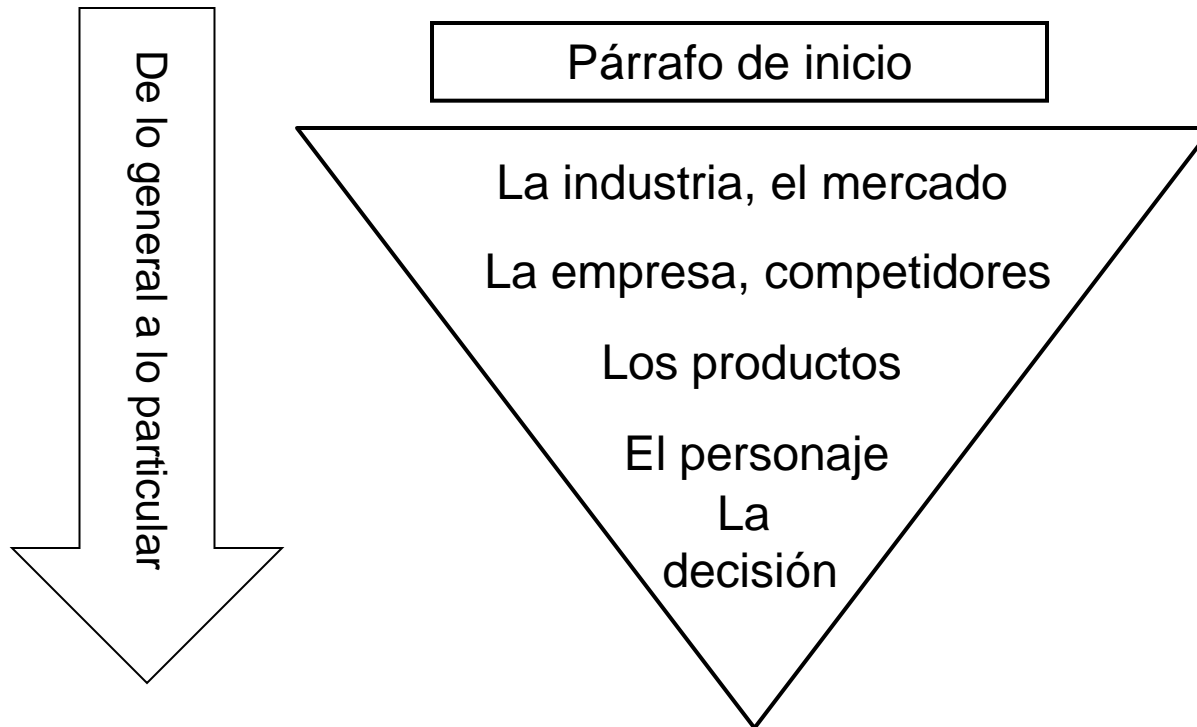 De lo general a lo particular
Párrafo de inicio
La industria, el mercado
La empresa, competidores
Los productos
El personaje
La
decisión